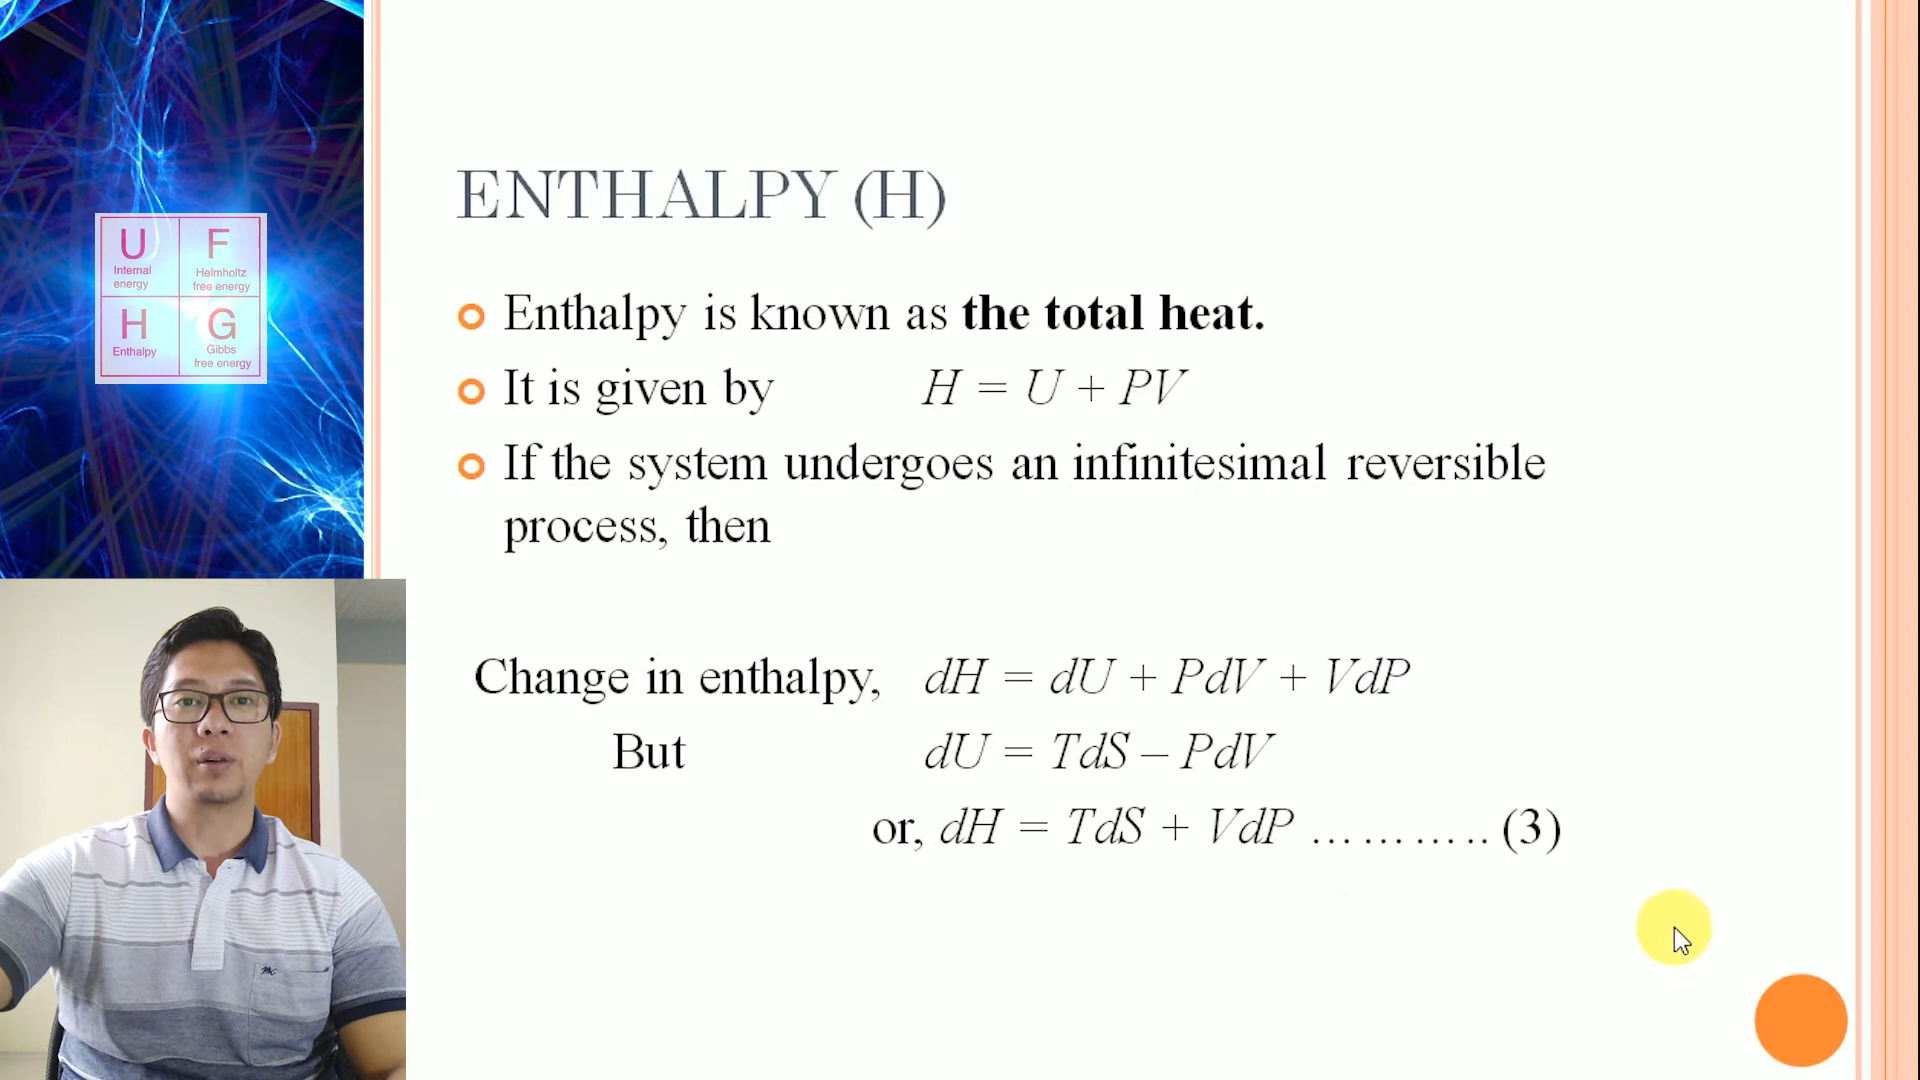 U
Internal
energy
F
Helmholtz
free energy
H
Enthalpy
G
Gibbs
free energy
ENTHALPY (H)
Enthalpy is known as the total heat.
It is given by H = U + PV
If the system undergoes an infinitesimal reversible
process, then
Change in enthalpy, dH = dU + PdV + VdP
But dU = TdS – PdV
or, dH = TdS + VdP ……….. (3)